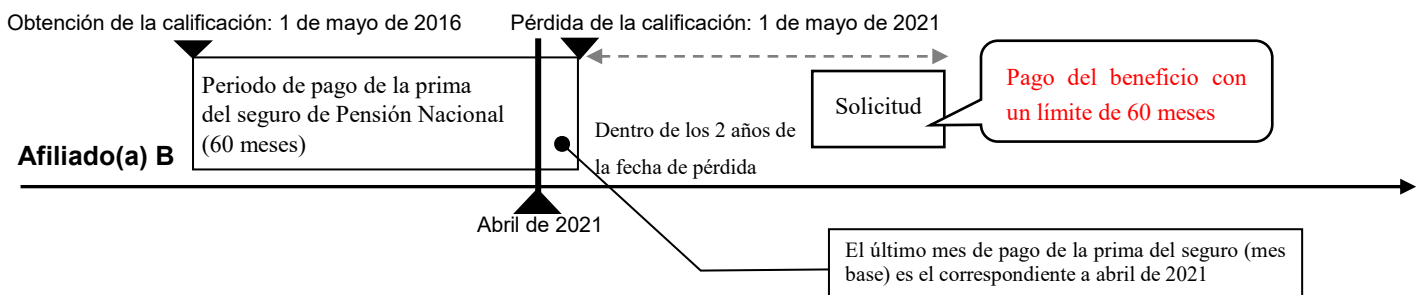 Obtención de la calificación: 1 de mayo de 2016
Pérdida de la calificación: 1 de mayo de 2021
Periodo de pago de la prima
del seguro de Pensión Nacional
(60 meses)
Solicitud
Pago del beneficio con
un límite de 60 meses
Dentro de los 2 años de
la fecha de pérdida
Afiliado(a) B
Abril de 2021
El último mes de pago de la prima del seguro (mes
base) es el correspondiente a abril de 2021